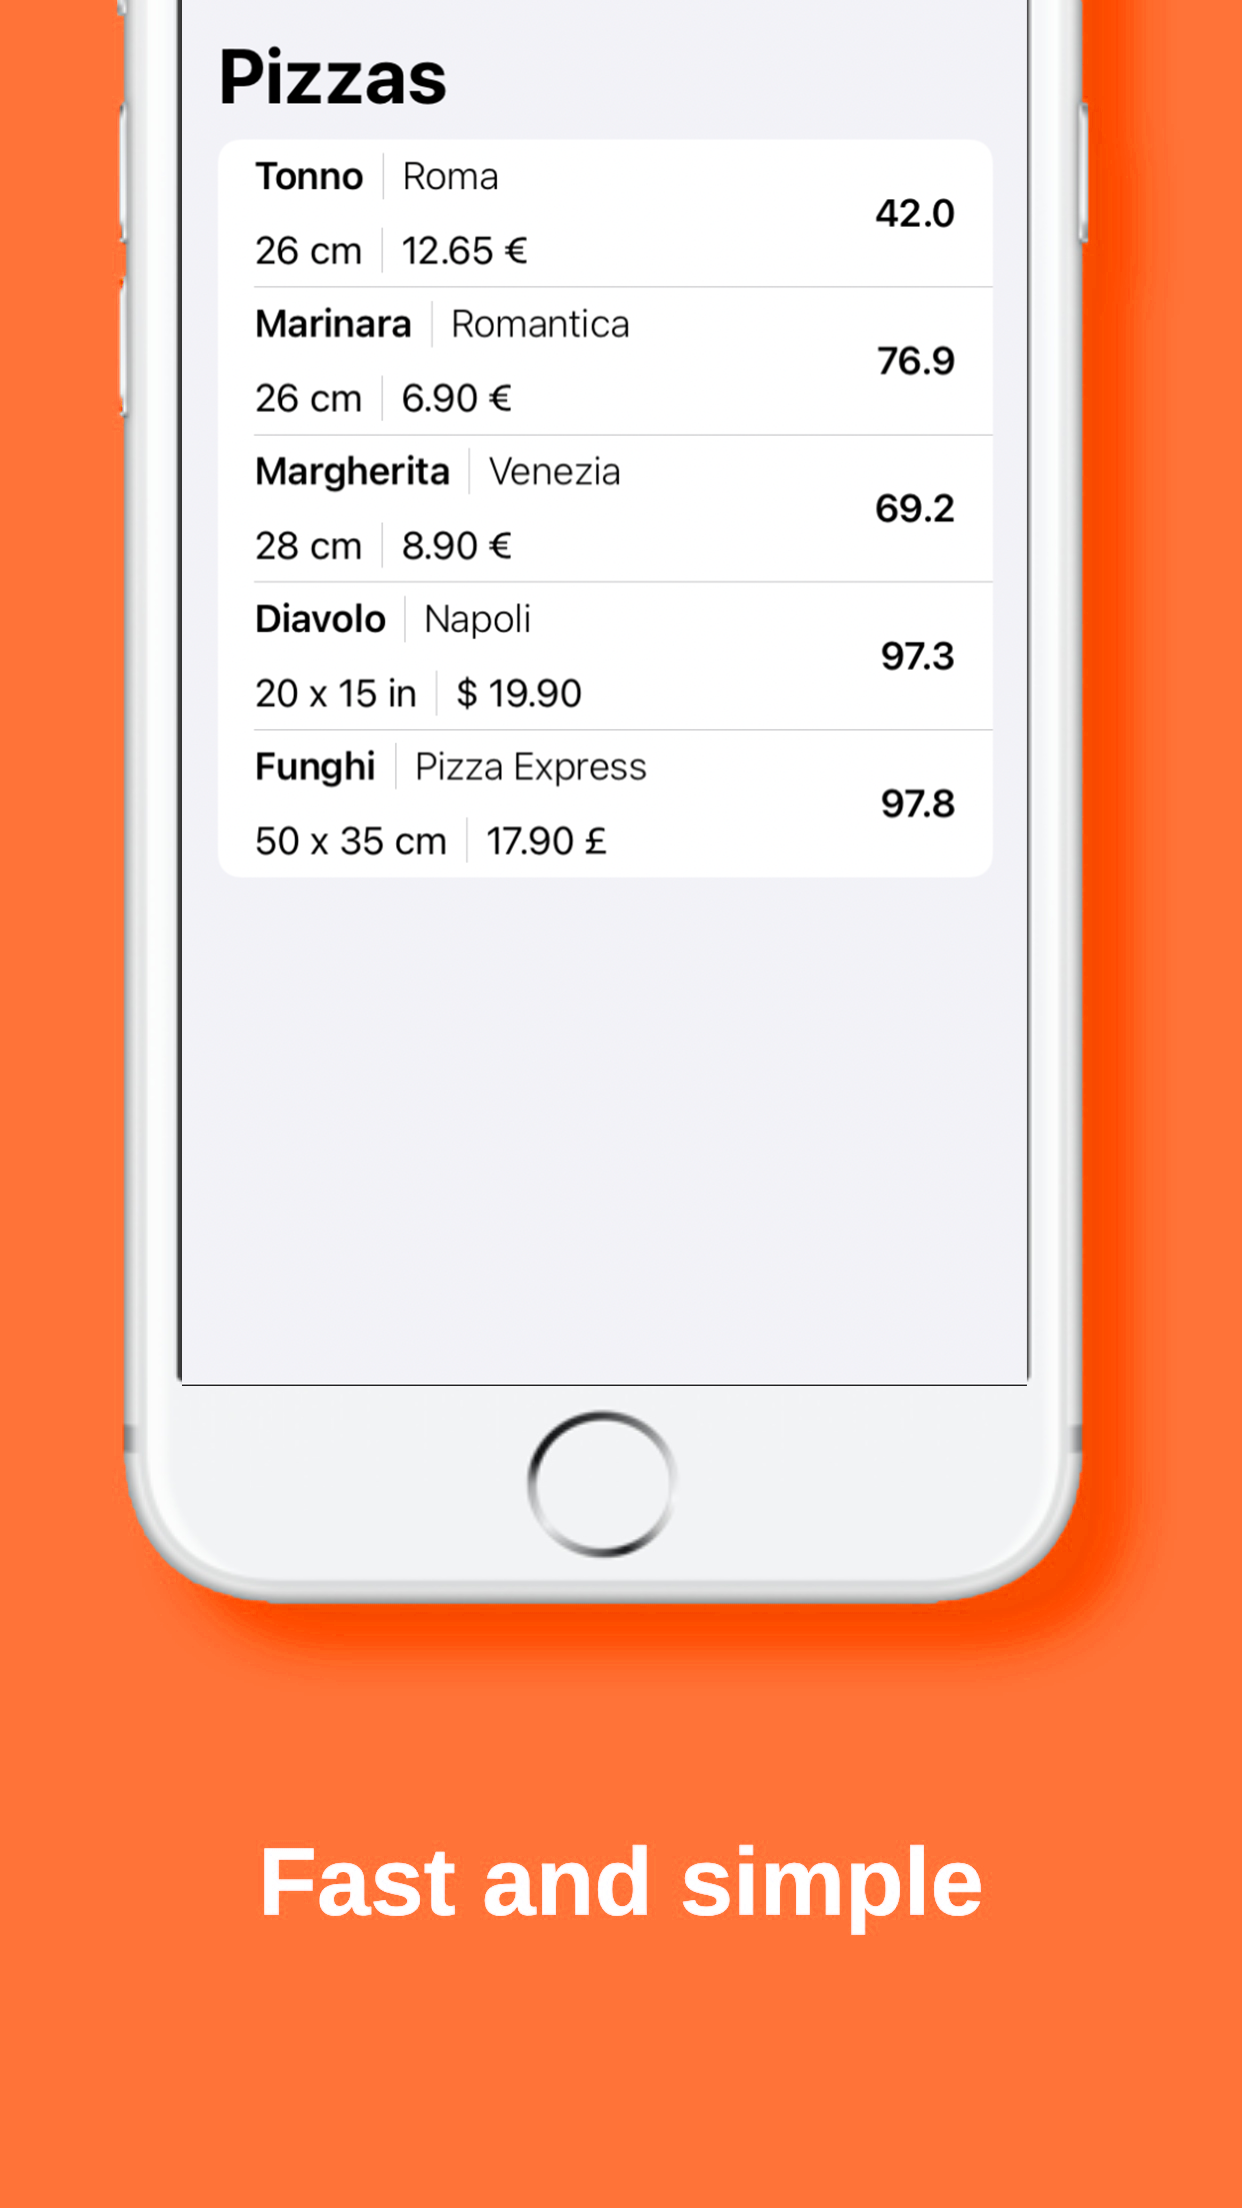 Pizzas
Tonno | Roma
42.0
26 cm | 12.65 €
Marinara | Romantica
76.9
26 cm | 6.90 €
Margherita | Venezia
69.2
28 cm | 8.90 €
Diavolo | Napoli
97.3
20 x 15 in | $ 19.90
Funghi | Pizza Express
97.8
50 x 35 cm | 17.90 £
Fast and simple